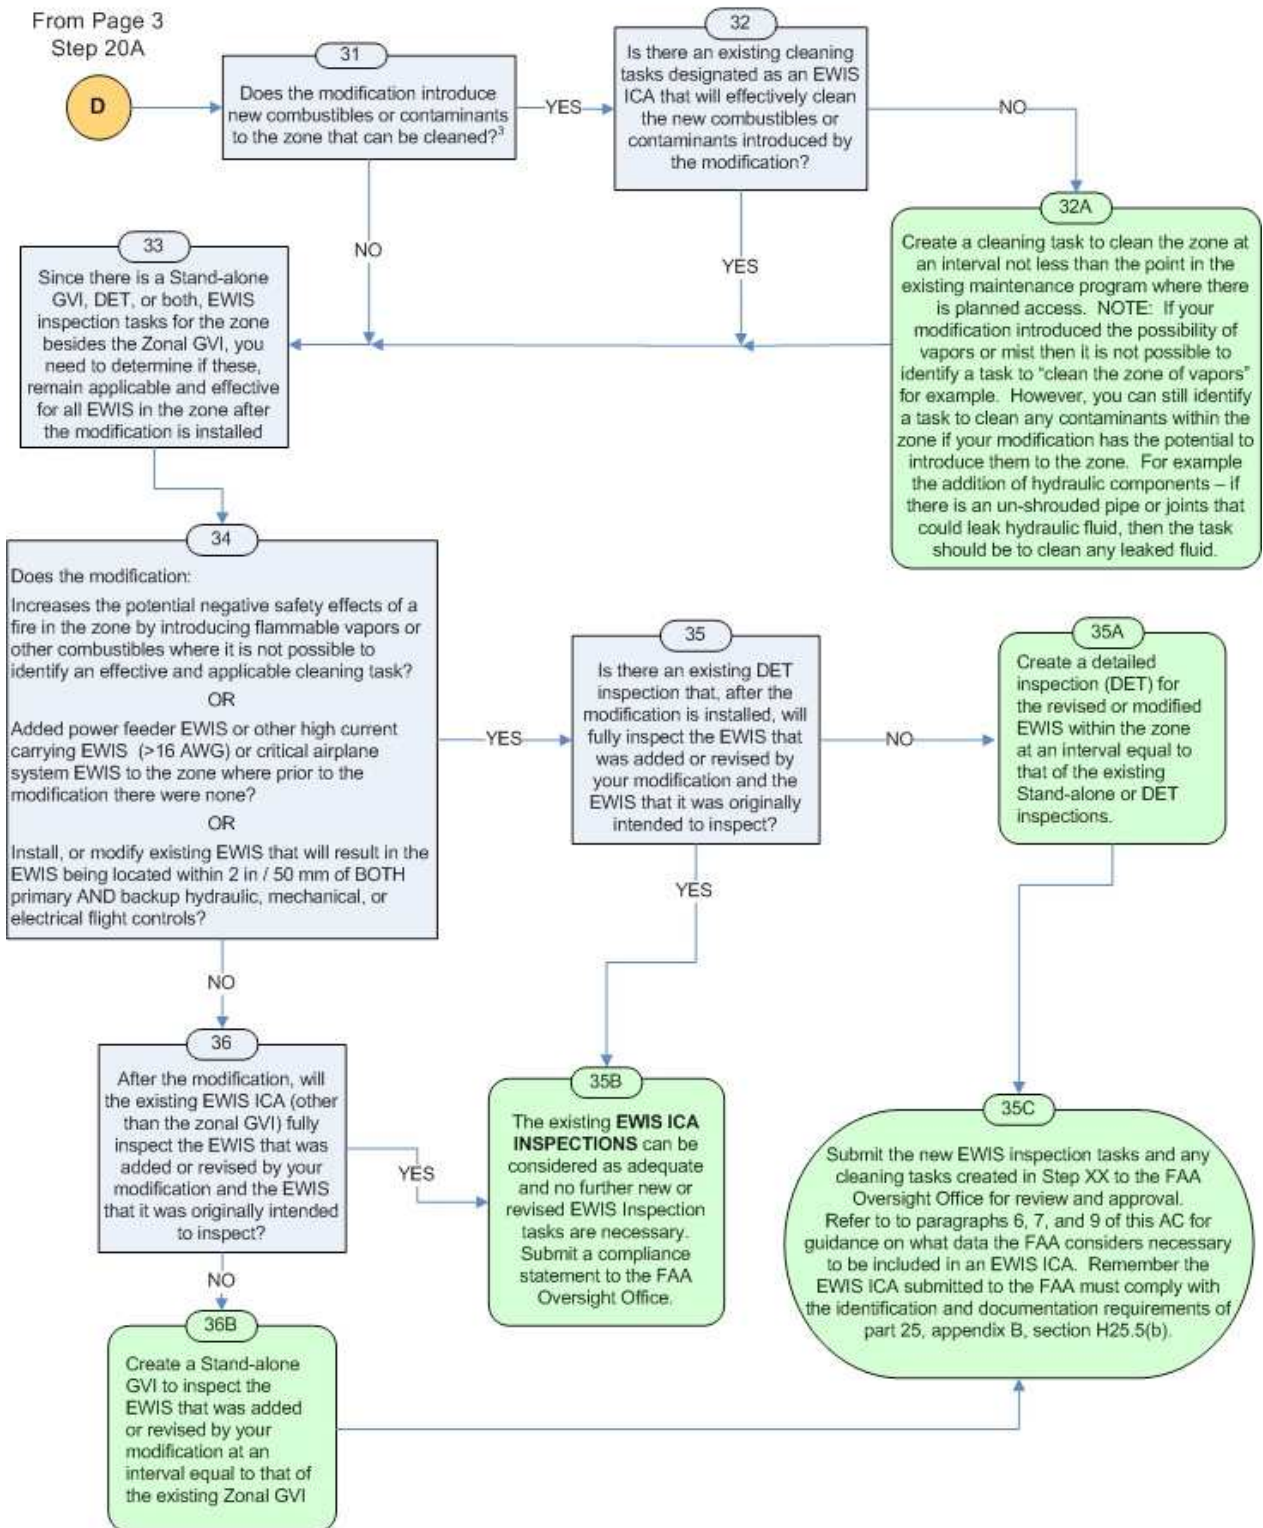 From Page 3
Step 20A
D
31
Does the modification introduce
new combustibles or contaminants
to the zone that can be cleaned?3
YES
NO
32
Is there an existing cleaning
tasks designated as an EWIS
ICA that will effectively clean
the new combustibles or
contaminants introduced by
the modification?
NO
YES
32A
Create a cleaning task to clean the zone at
an interval not less than the point in the
existing maintenance program where there
is planned access. NOTE: If your
modification introduced the possibility of
vapors or mist then it is not possible to
identify a task to “clean the zone of vapors”
for example. However, you can still identify
a task to clean any contaminants within the
zone if your modification has the potential to
introduce them to the zone. For example
the addition of hydraulic components – if
there is an un-shrouded pipe or joints that
could leak hydraulic fluid, then the task
should be to clean any leaked fluid.
33
Since there is a Stand-alone
GVI, DET, or both, EWIS
inspection tasks for the zone
besides the Zonal GVI, you
need to determine if these,
remain applicable and effective
for all EWIS in the zone after
the modification is installed
34
Does the modification:
Increases the potential negative safety effects of a
fire in the zone by introducing flammable vapors or
other combustibles where it is not possible to
identify an effective and applicable cleaning task?
OR
Added power feeder EWIS or other high current
carrying EWIS (>16 AWG) or critical airplane
system EWIS to the zone where prior to the
modification there were none?
OR
Install, or modify existing EWIS that will result in the
EWIS being located within 2 in / 50 mm of BOTH
primary AND backup hydraulic, mechanical, or
electrical flight controls?
YES
NO
35
Is there an existing DET
inspection that, after the
modification is installed, will
fully inspect the EWIS that
was added or revised by
your modification and the
EWIS that it was originally
intended to inspect?
NO
YES
35A
Create a detailed
inspection (DET) for
the revised or modified
EWIS within the zone
at an interval equal to
that of the existing
Stand-alone or DET
inspections.
36
After the modification, will
the existing EWIS ICA (other
than the zonal GVI) fully
inspect the EWIS that was
added or revised by your
modification and the EWIS
that it was originally intended
to inspect?
YES
NO
35B
The existing EWIS ICA
INSPECTIONS can be
considered as adequate
and no further new or
revised EWIS Inspection
tasks are necessary.
Submit a compliance
statement to the FAA
Oversight Office.
35C
Submit the new EWIS inspection tasks and any
cleaning tasks created in Step XX to the FAA
Oversight Office for review and approval.
Refer to to paragraphs 6, 7, and 9 of this AC for
guidance on what data the FAA considers necessary
to be included in an EWIS ICA. Remember the
EWIS ICA submitted to the FAA must comply with
the identification and documentation requirements of
part 25, appendix B, section H25.5(b).
36B
Create a Stand-alone
GVI to inspect the
EWIS that was added
or revised by your
modification at an
interval equal to that of
the existing Zonal GVI